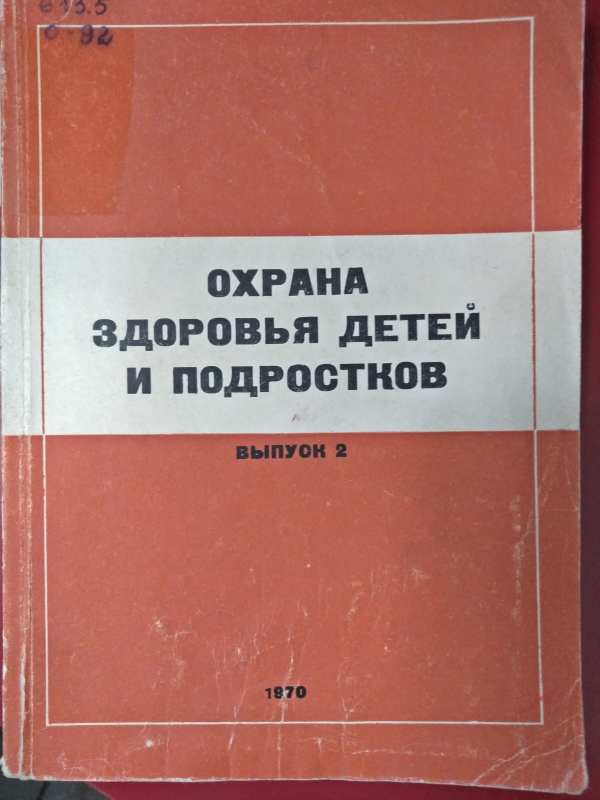 613.5
О-92
ОХРАНА
ЗДОРОВЬЯ ДЕТЕЙ
И ПОДРОСТКОВ
ВЫПУСК 2
1970